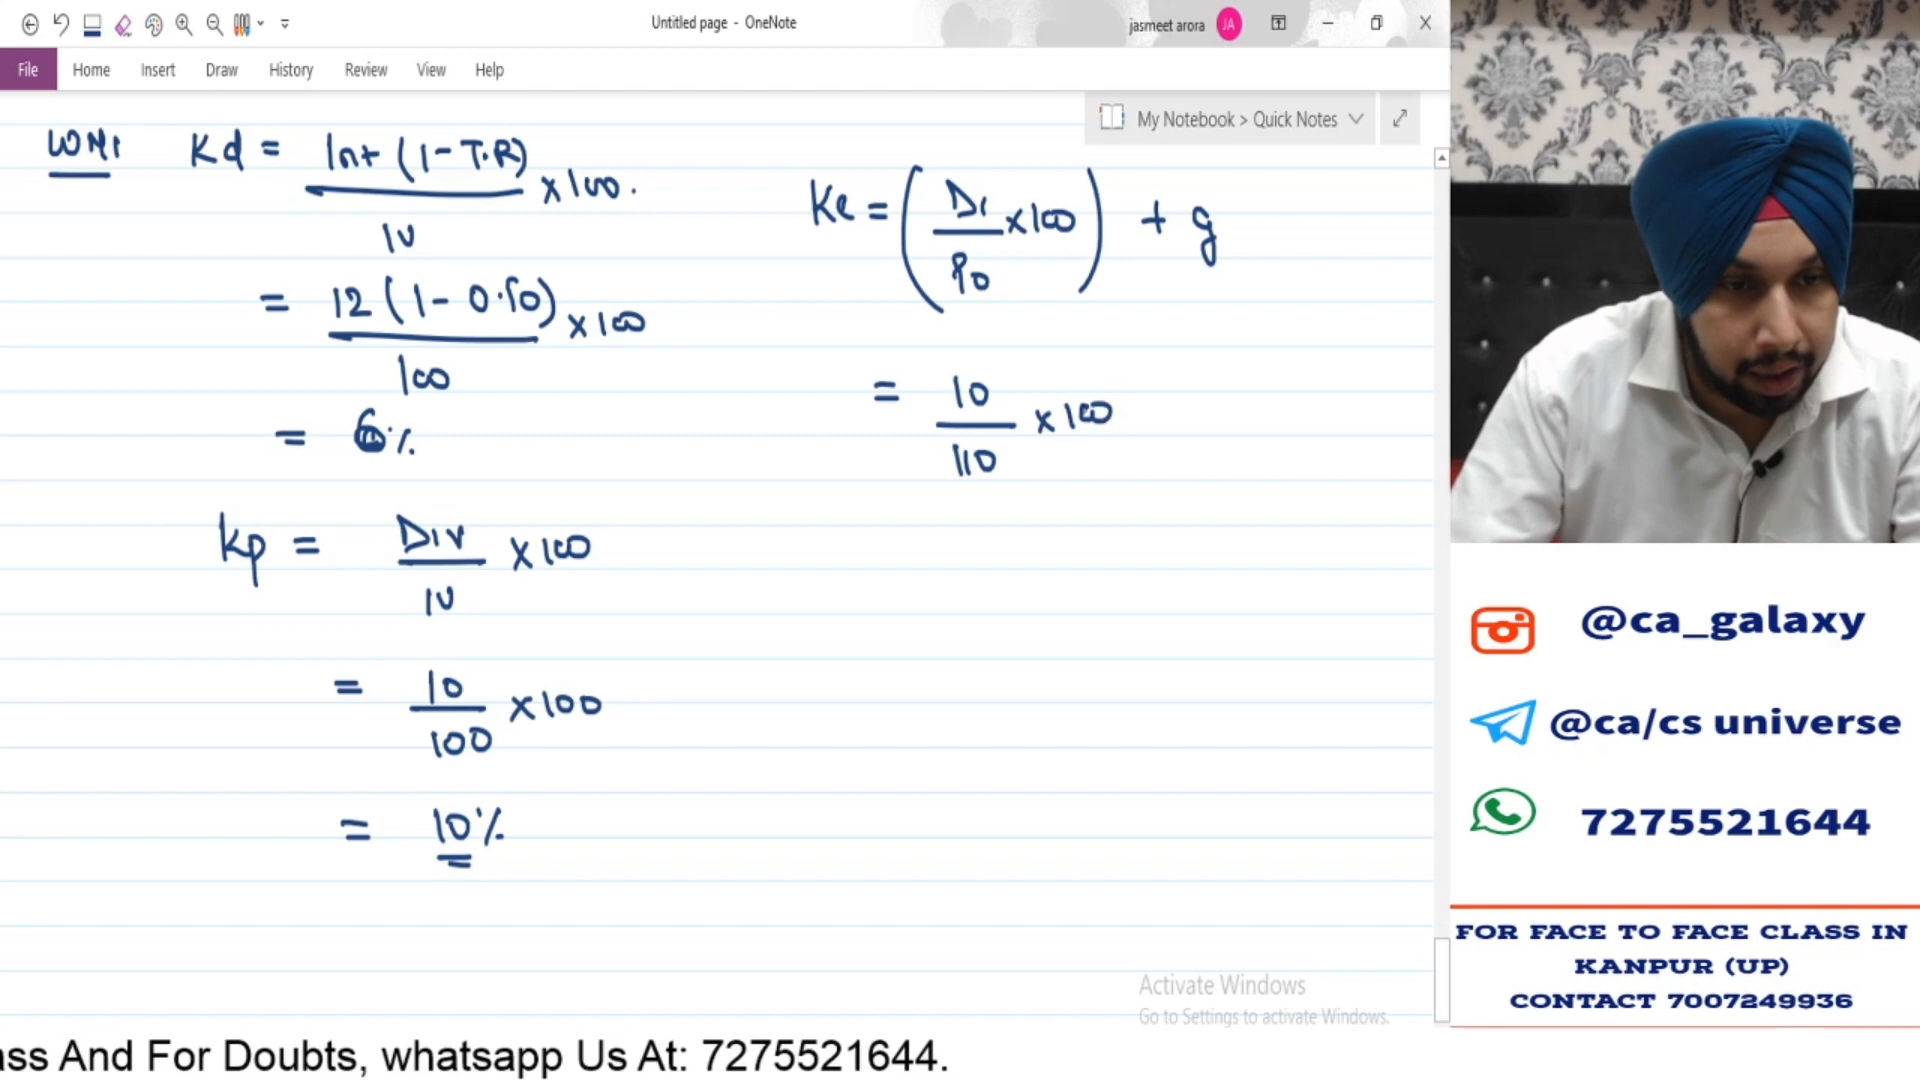 Untitled page - OneNote
jasmeet arora JA
File Home Insert Draw History Review View Help
My Notebook > Quick Notes
WN1
Kd = Int (1 - T.R) × 100.
IV
= 12 (1 - 0.50) × 100
100
= 6%
Kp = Div × 100
IV
= 10 × 100
100
= 10%
Ke = (D1 × 100) + g
P0
= 10 × 100
110
@ca_galaxy
@ca/cs universe
7275521644
FOR FACE TO FACE CLASS IN
KANPUR (UP)
CONTACT 7007249936
Activate Windows
Go to Settings to activate Windows.
ss And For Doubts, whatsapp Us At: 7275521644.